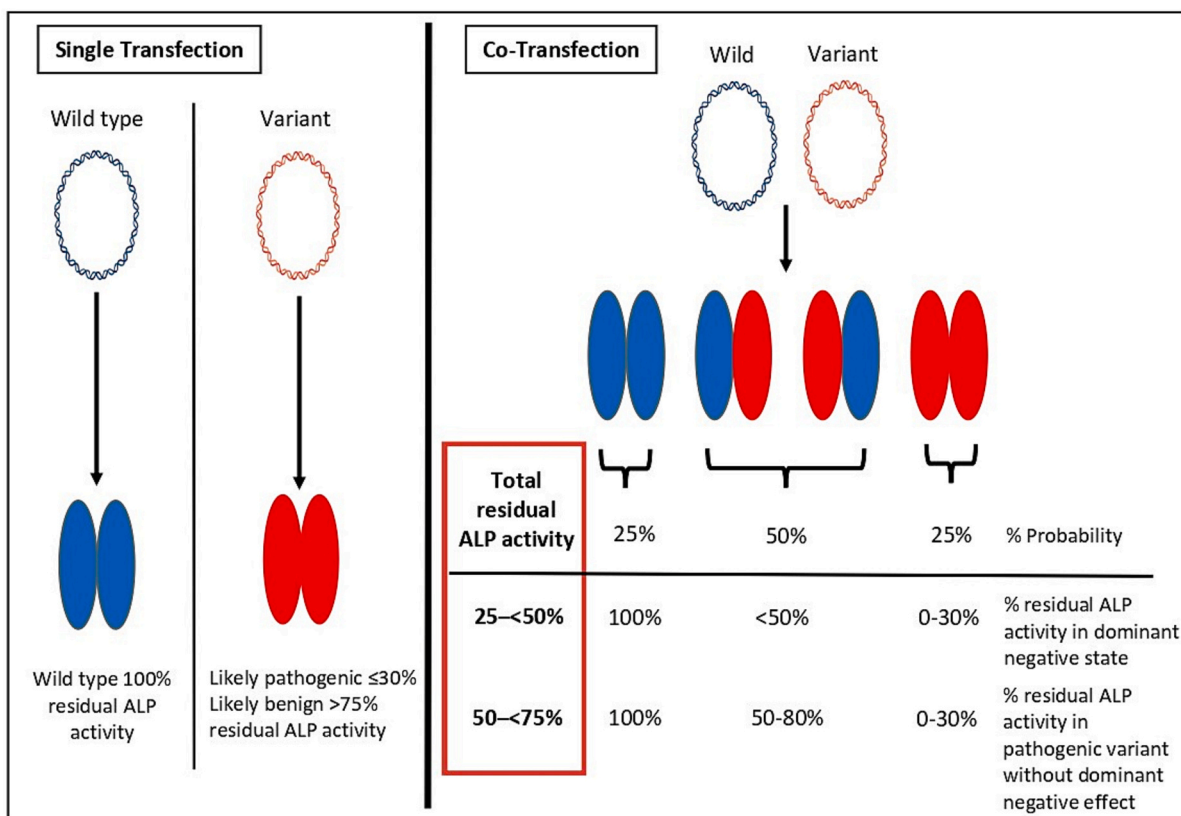 Single Transfection
Wild type
Variant
Wild type 100%
residual ALP
activity
Likely pathogenic ≤30%
Likely benign >75%
residual ALP activity
Co-Transfection
Wild
Variant
Total
residual
ALP activity
25%
50%
25%
% Probability
25–<50%
100%
<50%
0-30%
% residual ALP
activity in dominant
negative state
50–<75%
100%
50-80%
0-30%
% residual ALP
activity in
pathogenic variant
without dominant
negative effect